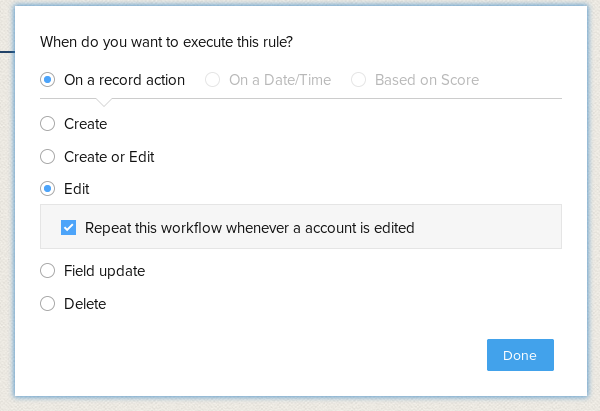 When do you want to execute this rule?
On a record action On a Date/Time Based on Score
Create
Create or Edit
Edit
Repeat this workflow whenever a account is edited
Field update
Delete
Done